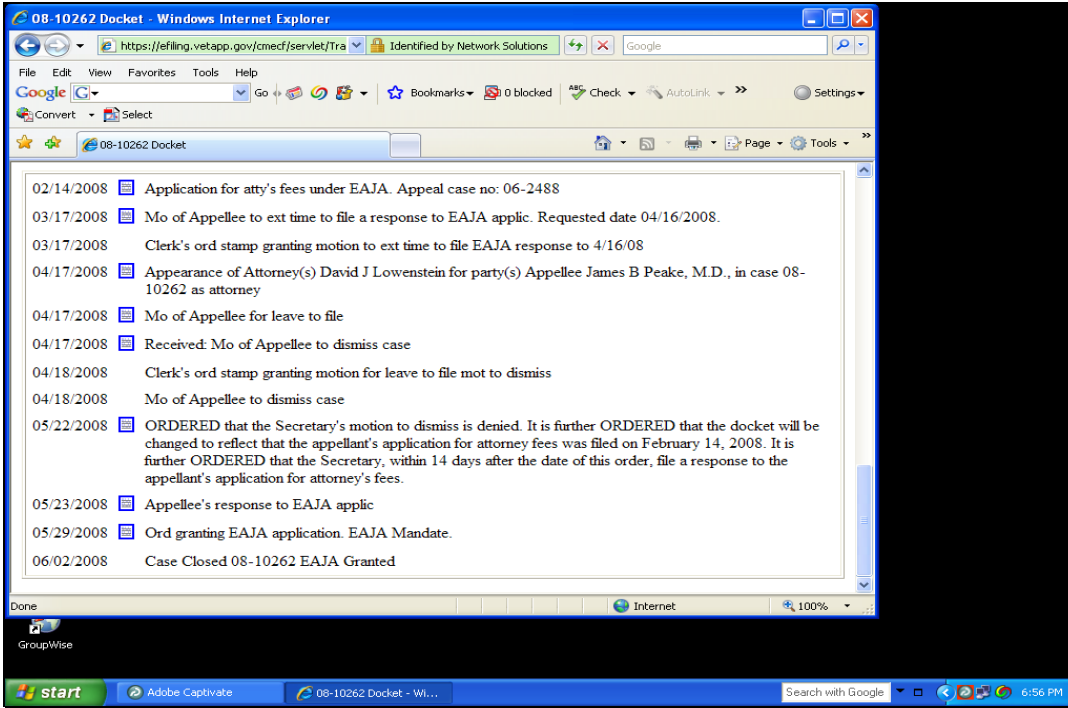 08-10262 Docket - Windows Internet Explorer
https://efiling.vetapp.gov/cmecf/servlet/Tra Identified by Network Solutions Google
File Edit View Favorites Tools Help
Google G Go Bookmarks 0 blocked ABC Check AutoLink >> Settings
Convert Select
08-10262 Docket Page Tools >>
02/14/2008 Application for atty's fees under EAJA. Appeal case no: 06-2488
03/17/2008 Mo of Appellee to ext time to file a response to EAJA applic. Requested date 04/16/2008.
03/17/2008 Clerk's ord stamp granting motion to ext time to file EAJA response to 4/16/08
04/17/2008 Appearance of Attorney(s) David J Lowenstein for party(s) Appellee James B Peake, M.D., in case 08-
10262 as attorney
04/17/2008 Mo of Appellee for leave to file
04/17/2008 Received: Mo of Appellee to dismiss case
04/18/2008 Clerk's ord stamp granting motion for leave to file mot to dismiss
04/18/2008 Mo of Appellee to dismiss case
05/22/2008 ORDERED that the Secretary's motion to dismiss is denied. It is further ORDERED that the docket will be
changed to reflect that the appellant's application for attorney fees was filed on February 14, 2008. It is
further ORDERED that the Secretary, within 14 days after the date of this order, file a response to the
appellant's application for attorney's fees.
05/23/2008 Appellee's response to EAJA applic
05/29/2008 Ord granting EAJA application. EAJA Mandate.
06/02/2008 Case Closed 08-10262 EAJA Granted
Done Internet 100%
GroupWise
start Adobe Captivate 08-10262 Docket - Wi... Search with Google 6:56 PM